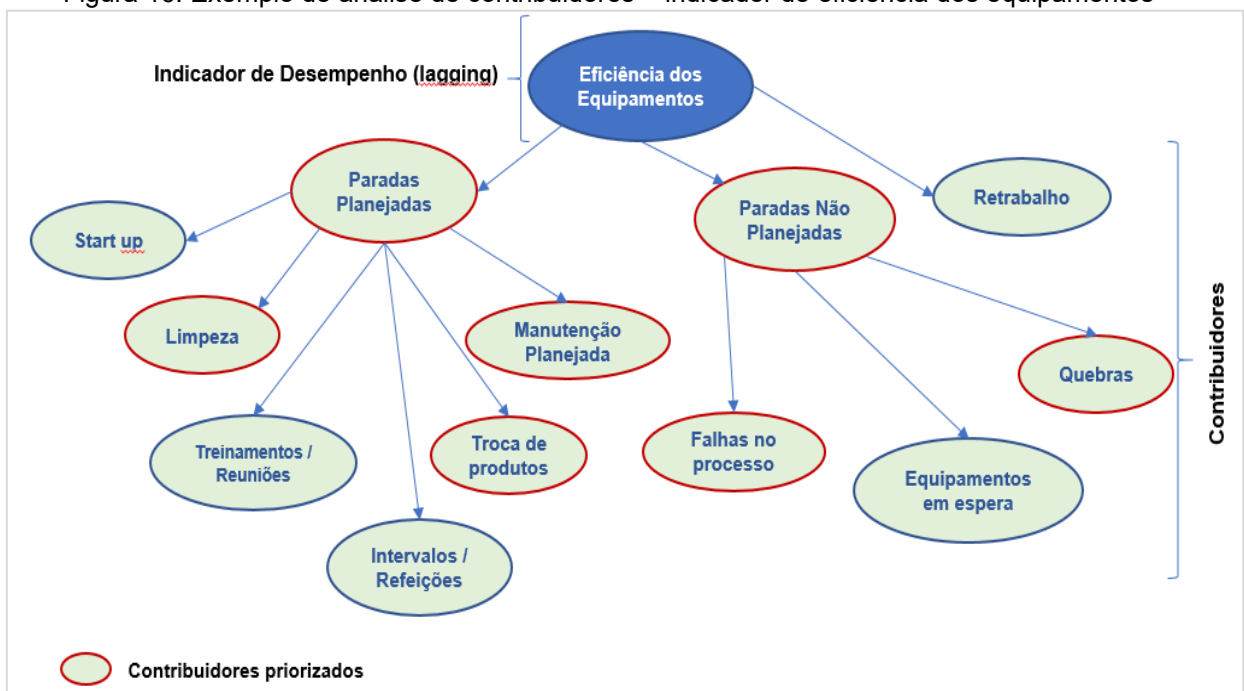 Indicador de Desempenho (lagging)
Eficiência dos
Equipamentos
Paradas
Planejadas
Paradas Não
Planejadas
Retrabalho
Start up
Limpeza
Manutenção
Planejada
Quebras
Treinamentos /
Reuniões
Troca de
produtos
Falhas no
processo
Equipamentos
em espera
Intervalos /
Refeições
Contribuidores
Contribuidores priorizados